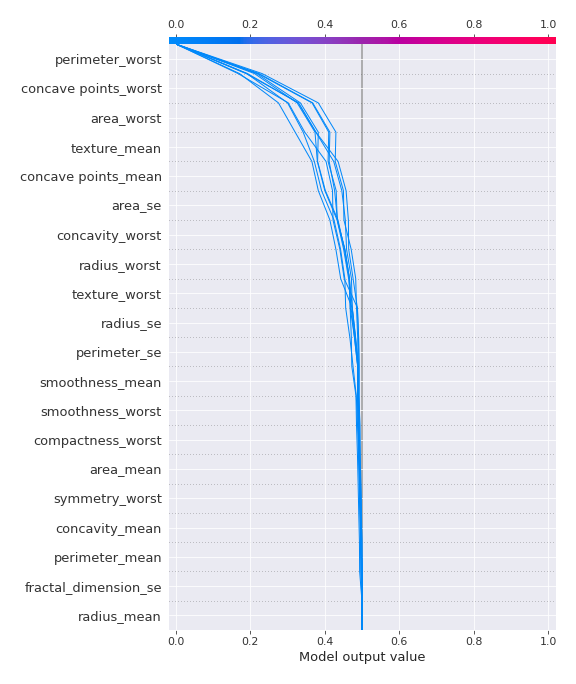 0.0 0.2 0.4 0.6 0.8 1.0
perimeter_worst
concave points_worst
area_worst
texture_mean
concave points_mean
area_se
concavity_worst
radius_worst
texture_worst
radius_se
perimeter_se
smoothness_mean
smoothness_worst
compactness_worst
area_mean
symmetry_worst
concavity_mean
perimeter_mean
fractal_dimension_se
radius_mean
0.0 0.2 0.4 0.6 0.8 1.0
Model output value